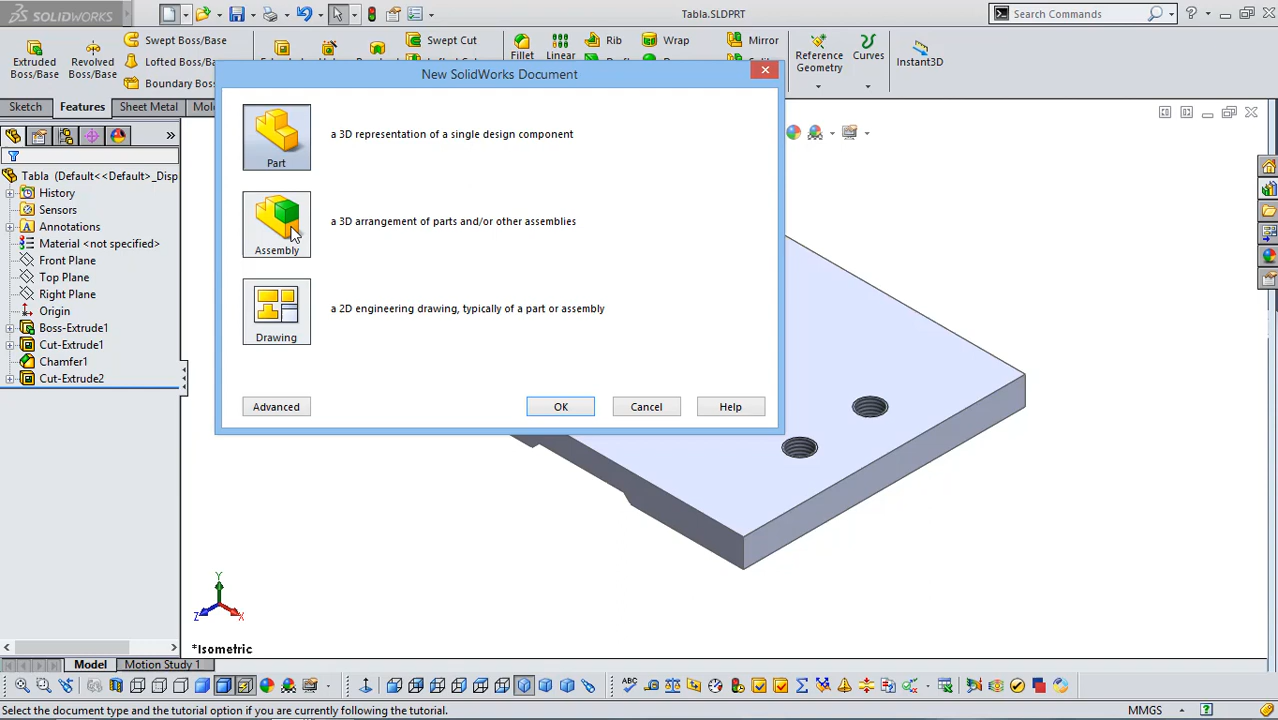 SOLIDWORKS
Tabla.SLDPRT
Search Commands
Extruded
Boss/Base
Revolved
Boss/Base
Swept Boss/Base
Lofted Bos
Boundary
Swept Cut
Fillet
Linear
Rib
Wrap
Mirror
Reference
Geometry
Curves
Instant3D
Sketch
Features
Sheet Metal
Mol
New SolidWorks Document
Part
a 3D representation of a single design component
Assembly
a 3D arrangement of parts and/or other assemblies
Drawing
a 2D engineering drawing, typically of a part or assembly
Advanced
OK
Cancel
Help
Tabla (Default<<Default>_Disp
History
Sensors
Annotations
Material <not specified>
Front Plane
Top Plane
Right Plane
Origin
Boss-Extrude1
Cut-Extrude1
Chamfer1
Cut-Extrude2
Y
Z
X
*Isometric
Model
Motion Study 1
Select the document type and the tutorial option if you are currently following the tutorial.
MMGS